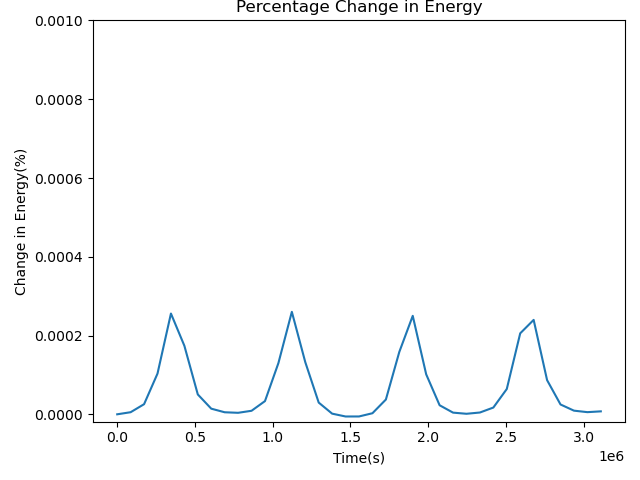 Percentage Change in Energy
0.0010
0.0008
0.0006
0.0004
0.0002
0.0000
Change in Energy(%)
0.0 0.5 1.0 1.5 2.0 2.5 3.0
1e6
Time(s)